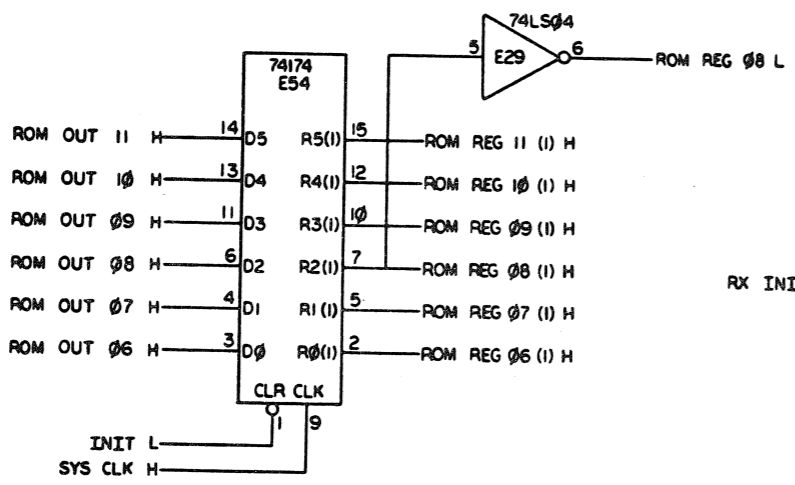 74LSØ4
5 E29 6 ROM REG Ø8 L
74174
E54
ROM OUT 11 H 14 D5 R5(1) 15 ROM REG 11 (1) H
ROM OUT 1Ø H 13 D4 R4(1) 12 ROM REG 1Ø (1) H
ROM OUT Ø9 H 11 D3 R3(1) 1Ø ROM REG Ø9 (1) H
ROM OUT Ø8 H 6 D2 R2(1) 7 ROM REG Ø8 (1) H
RX INI
ROM OUT Ø7 H 4 D1 R1(1) 5 ROM REG Ø7 (1) H
ROM OUT Ø6 H 3 DØ RØ(1) 2 ROM REG Ø6 (1) H
CLR CLK
1 9
INIT L
SYS CLK H